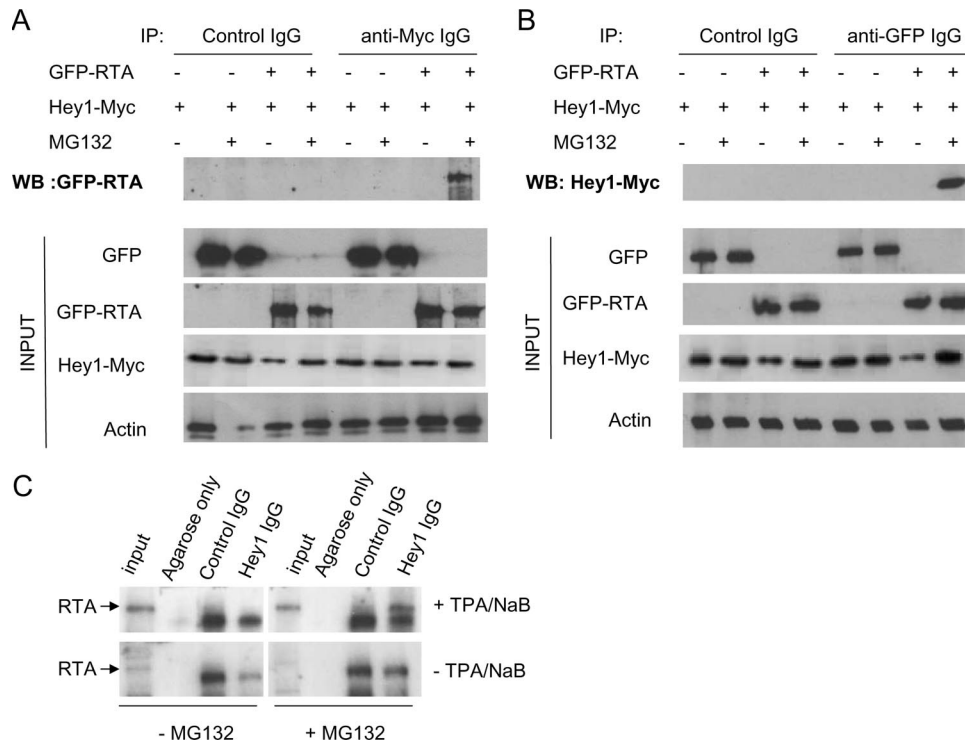 A
IP: Control IgG anti-Myc IgG
GFP-RTA - - + + - - + +
Hey1-Myc + + + + + + + +
MG132 - + - + - + - +
WB :GFP-RTA
INPUT
GFP
GFP-RTA
Hey1-Myc
Actin
B
IP: Control IgG anti-GFP IgG
GFP-RTA - - + + - - + +
Hey1-Myc + + + + + + + +
MG132 - + - + - + - +
WB: Hey1-Myc
INPUT
GFP
GFP-RTA
Hey1-Myc
Actin
C
input Agarose only Control IgG Hey1 IgG input Agarose only Control IgG Hey1 IgG
RTA + TPA/NaB
RTA - TPA/NaB
- MG132 + MG132